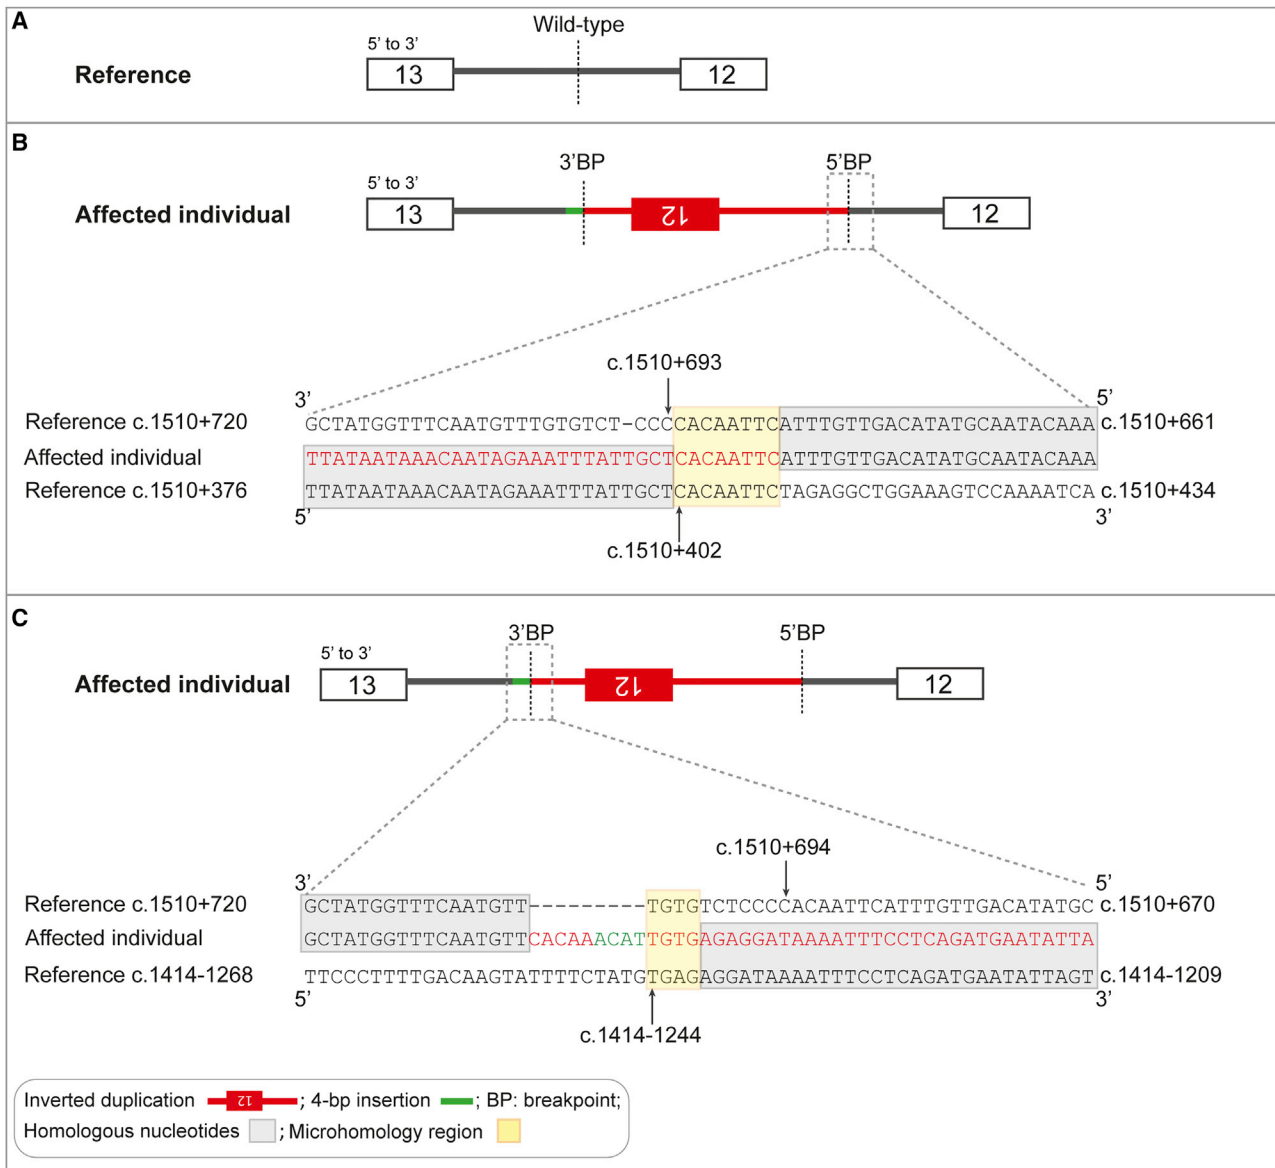 A
Wild-type
5’ to 3’
Reference
13
12
B
3’BP
5’BP
5’ to 3’
Affected individual
13
12
12
c.1510+693
3’
5’
Reference c.1510+720 GCTATGGTTTCAATGTTTGTGTCT-CCCCACAATTCATTTGTTGACATATGCAATACAAA c.1510+661
Affected individual TTATAATAAACAATAGAAATTTATTGCTCACAATTCATTTGTTGACATATGCAATACAAA
Reference c.1510+376 TTATAATAAACAATAGAAATTTATTGCTCACAATTCTAGAGGCTGGAAAGTCCAAAATCA c.1510+434
5’
3’
c.1510+402
C
3’BP
5’BP
5’ to 3’
Affected individual
13
12
12
c.1510+694
3’
5’
Reference c.1510+720 GCTATGGTTTCAATGTT---------TGTGTCTCCCCACAATTCATTTGTTGACATATGC c.1510+670
Affected individual GCTATGGTTTCAATGTTCACAAACATTGTGAGAGGATAAAATTTCCTCAGATGAATATTA
Reference c.1414-1268 TTCCCTTTTGACAAGTATTTTCTATGTGAGAGGATAAAATTTCCTCAGATGAATATTAGT c.1414-1209
5’
3’
c.1414-1244
Inverted duplication 12 ; 4-bp insertion ; BP: breakpoint;
Homologous nucleotides ; Microhomology region